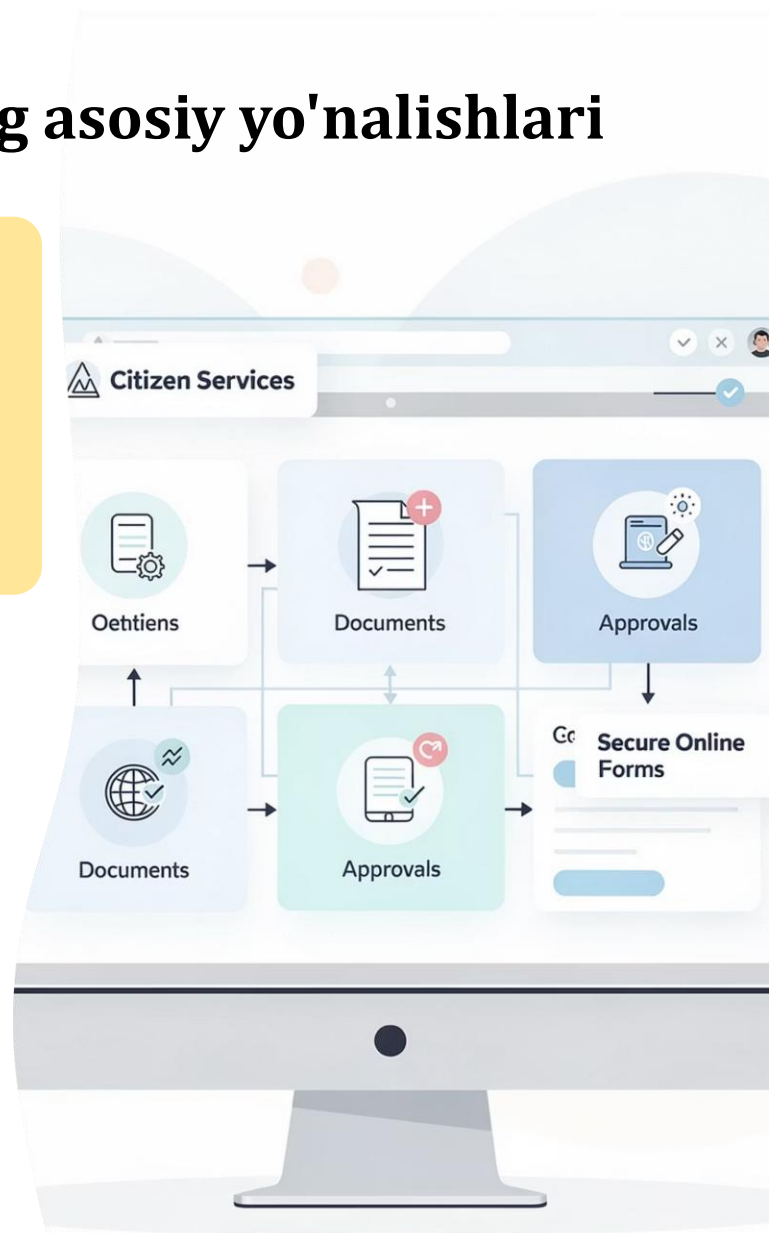 g asosiy yo'nalishlari
Citizen Services
Oehtiens
Documents
Approvals
Documents
Approvals
Secure Online
Forms